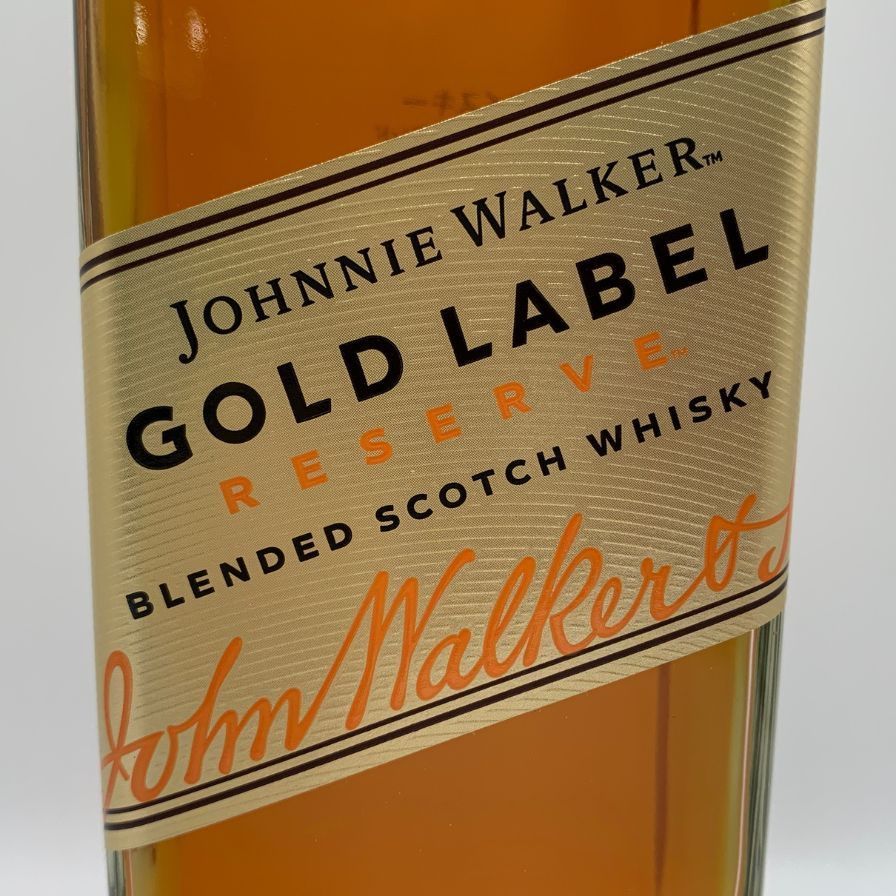 JOHNNIE WALKER™
GOLD LABEL
RESERVE™
BLENDED SCOTCH WHISKY
John Walker &